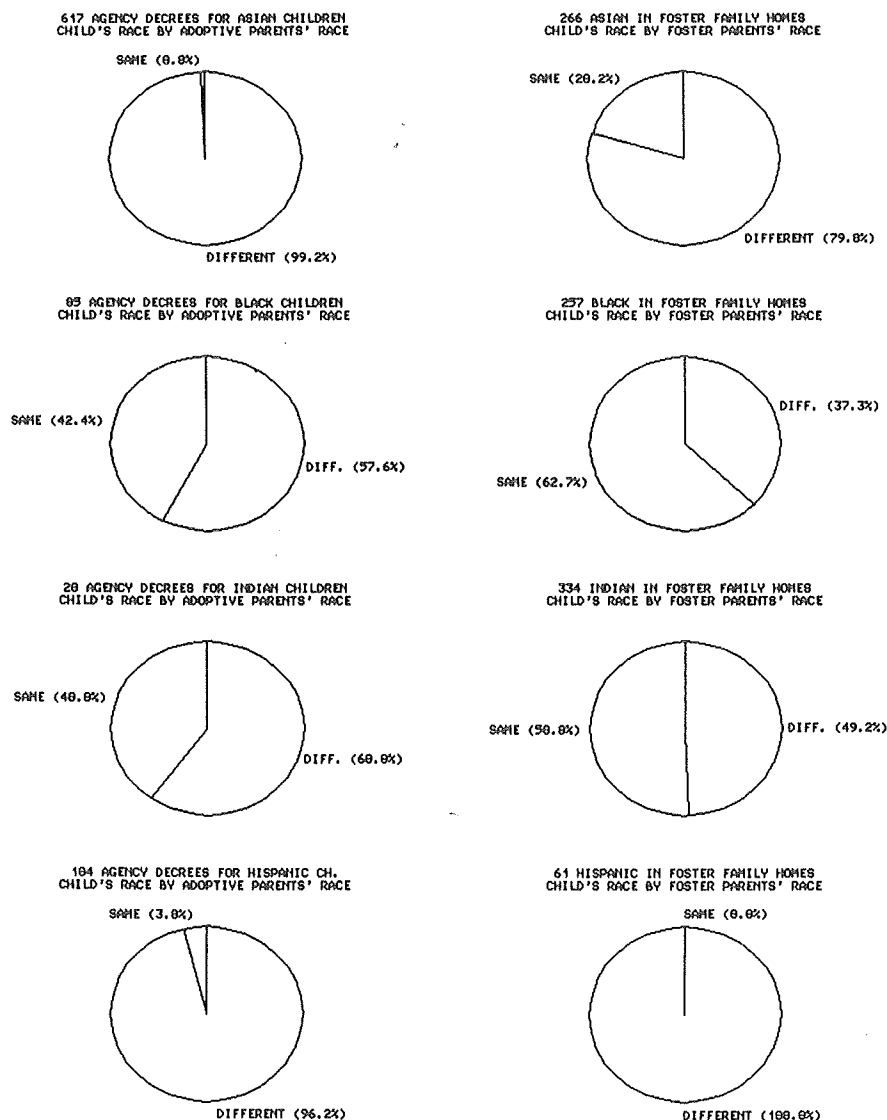 617 AGENCY DECREES FOR ASIAN CHILDREN
CHILD'S RACE BY ADOPTIVE PARENTS' RACE
SAME (0.8%)
DIFFERENT (99.2%)
266 ASIAN IN FOSTER FAMILY HOMES
CHILD'S RACE BY FOSTER PARENTS' RACE
SAME (20.2%)
DIFFERENT (79.8%)
85 AGENCY DECREES FOR BLACK CHILDREN
CHILD'S RACE BY ADOPTIVE PARENTS' RACE
SAME (42.4%)
DIFF. (57.6%)
257 BLACK IN FOSTER FAMILY HOMES
CHILD'S RACE BY FOSTER PARENTS' RACE
DIFF. (37.3%)
SAME (62.7%)
20 AGENCY DECREES FOR INDIAN CHILDREN
CHILD'S RACE BY ADOPTIVE PARENTS' RACE
SAME (40.0%)
DIFF. (60.0%)
334 INDIAN IN FOSTER FAMILY HOMES
CHILD'S RACE BY FOSTER PARENTS' RACE
SAME (50.8%)
DIFF. (49.2%)
104 AGENCY DECREES FOR HISPANIC CH.
CHILD'S RACE BY ADOPTIVE PARENTS' RACE
SAME (3.8%)
DIFFERENT (96.2%)
61 HISPANIC IN FOSTER FAMILY HOMES
CHILD'S RACE BY FOSTER PARENTS' RACE
SAME (0.0%)
DIFFERENT (100.0%)